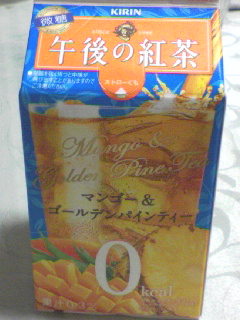 KIRIN
微糖
午後の紅茶
ストローぐち
Mango &
Golden Pine Tea
マンゴー&
ゴールデンパインティー
0
kcal